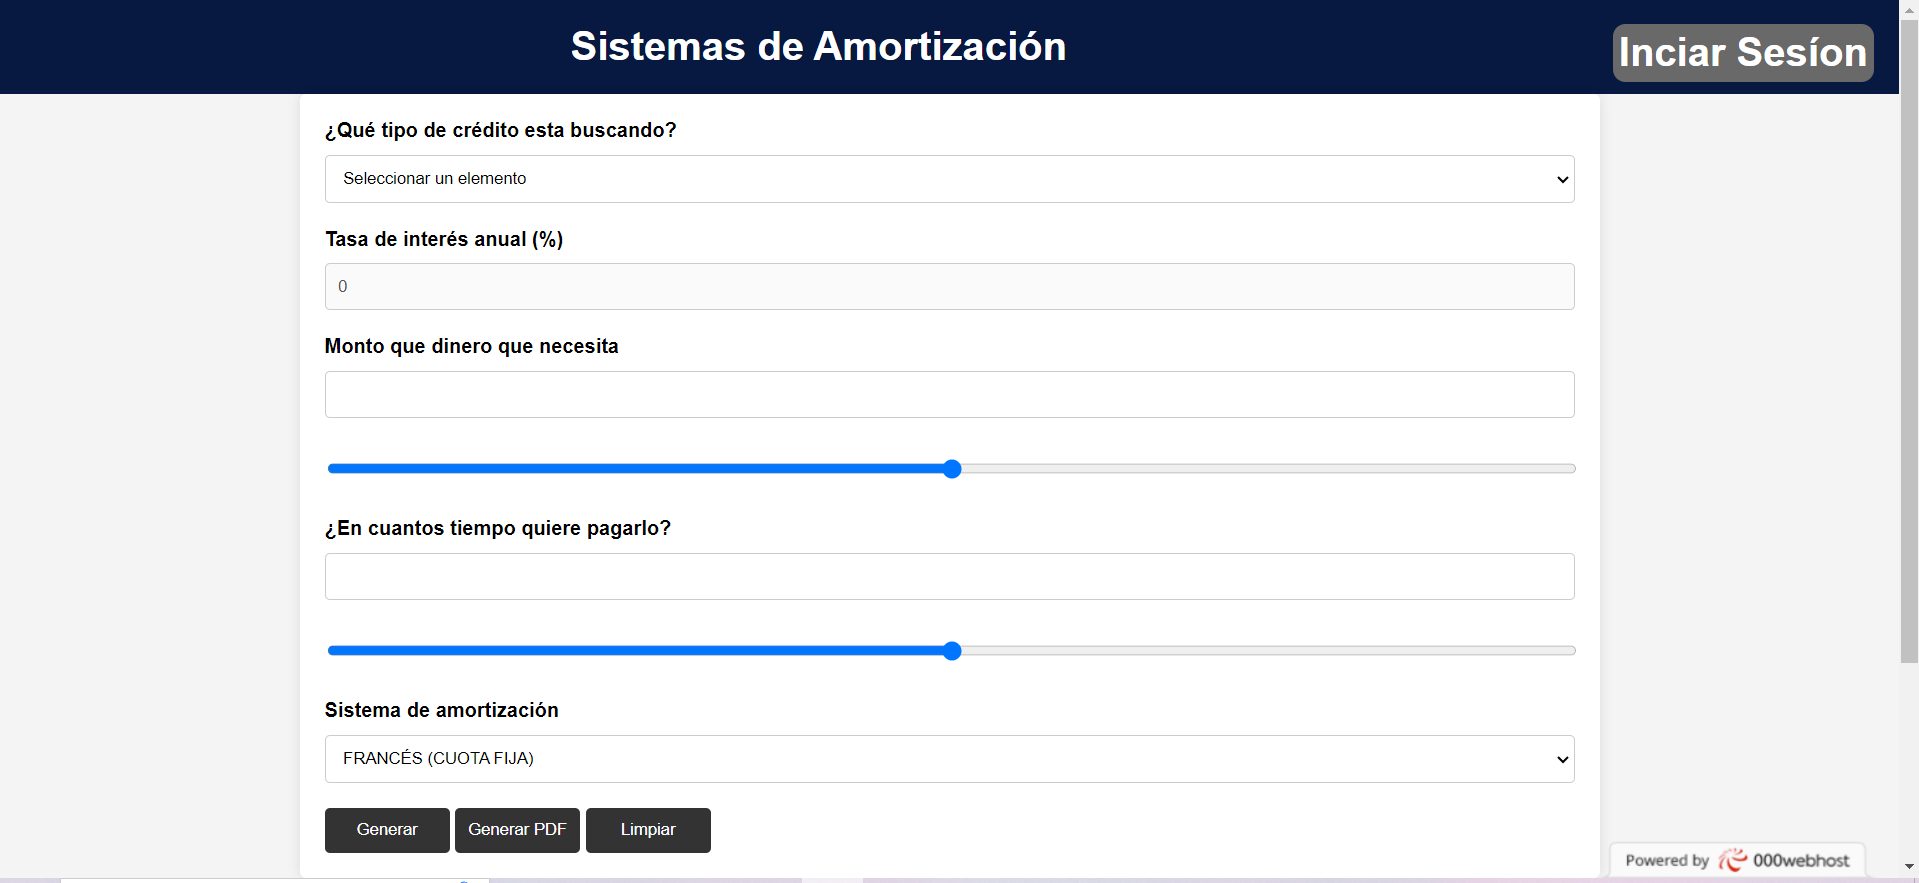 Sistemas de Amortización
Inciar Sesíon
¿Qué tipo de crédito esta buscando?
Seleccionar un elemento
Tasa de interés anual (%)
0
Monto que dinero que necesita
¿En cuantos tiempo quiere pagarlo?
Sistema de amortización
FRANCÉS (CUOTA FIJA)
Generar
Generar PDF
Limpiar
Powered by 000webhost